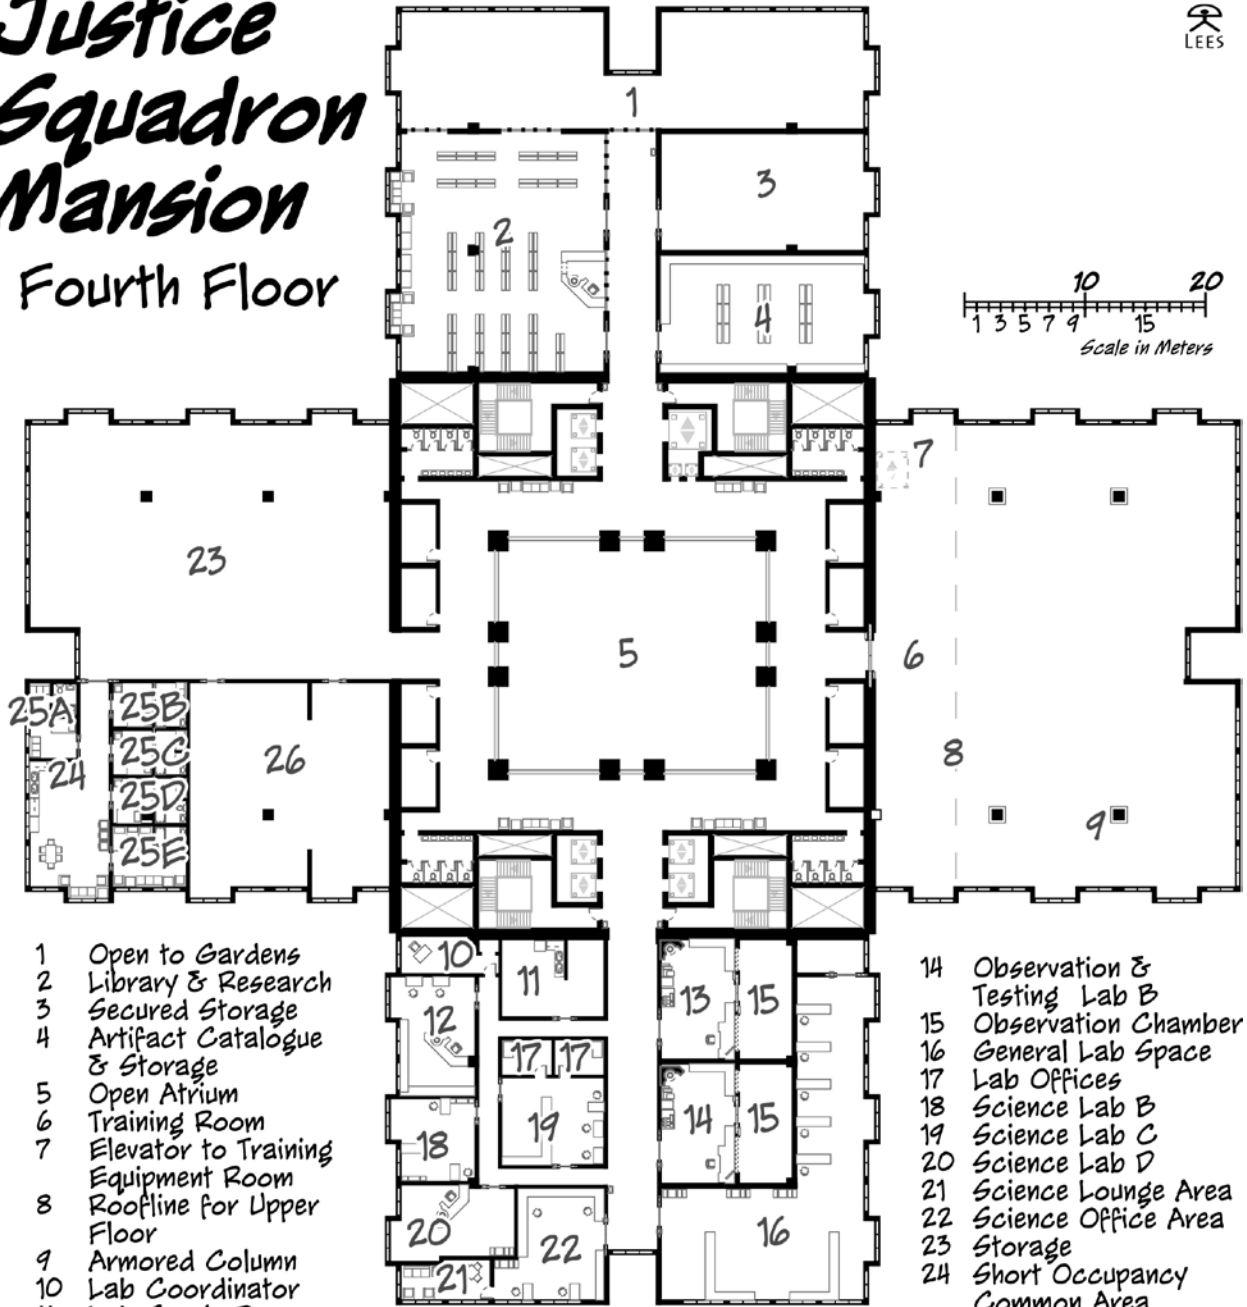 Justice
Squadron
Mansion
Fourth Floor
LEES
10 20
1 3 5 7 9 15
Scale in Meters
1
2
3
4
5
6
7
8
9
23
24
25A
25B
25C
25D
25E
26
10
11
12
13
14
15
15
16
17
17
18
19
20
21
22
1 Open to Gardens
2 Library & Research
3 Secured Storage
4 Artifact Catalogue
& Storage
5 Open Atrium
6 Training Room
7 Elevator to Training
Equipment Room
8 Roofline for Upper
Floor
9 Armored Column
10 Lab Coordinator
14 Observation &
Testing Lab B
15 Observation Chamber
16 General Lab Space
17 Lab Offices
18 Science Lab B
19 Science Lab C
20 Science Lab D
21 Science Lounge Area
22 Science Office Area
23 Storage
24 Short Occupancy
Common Area